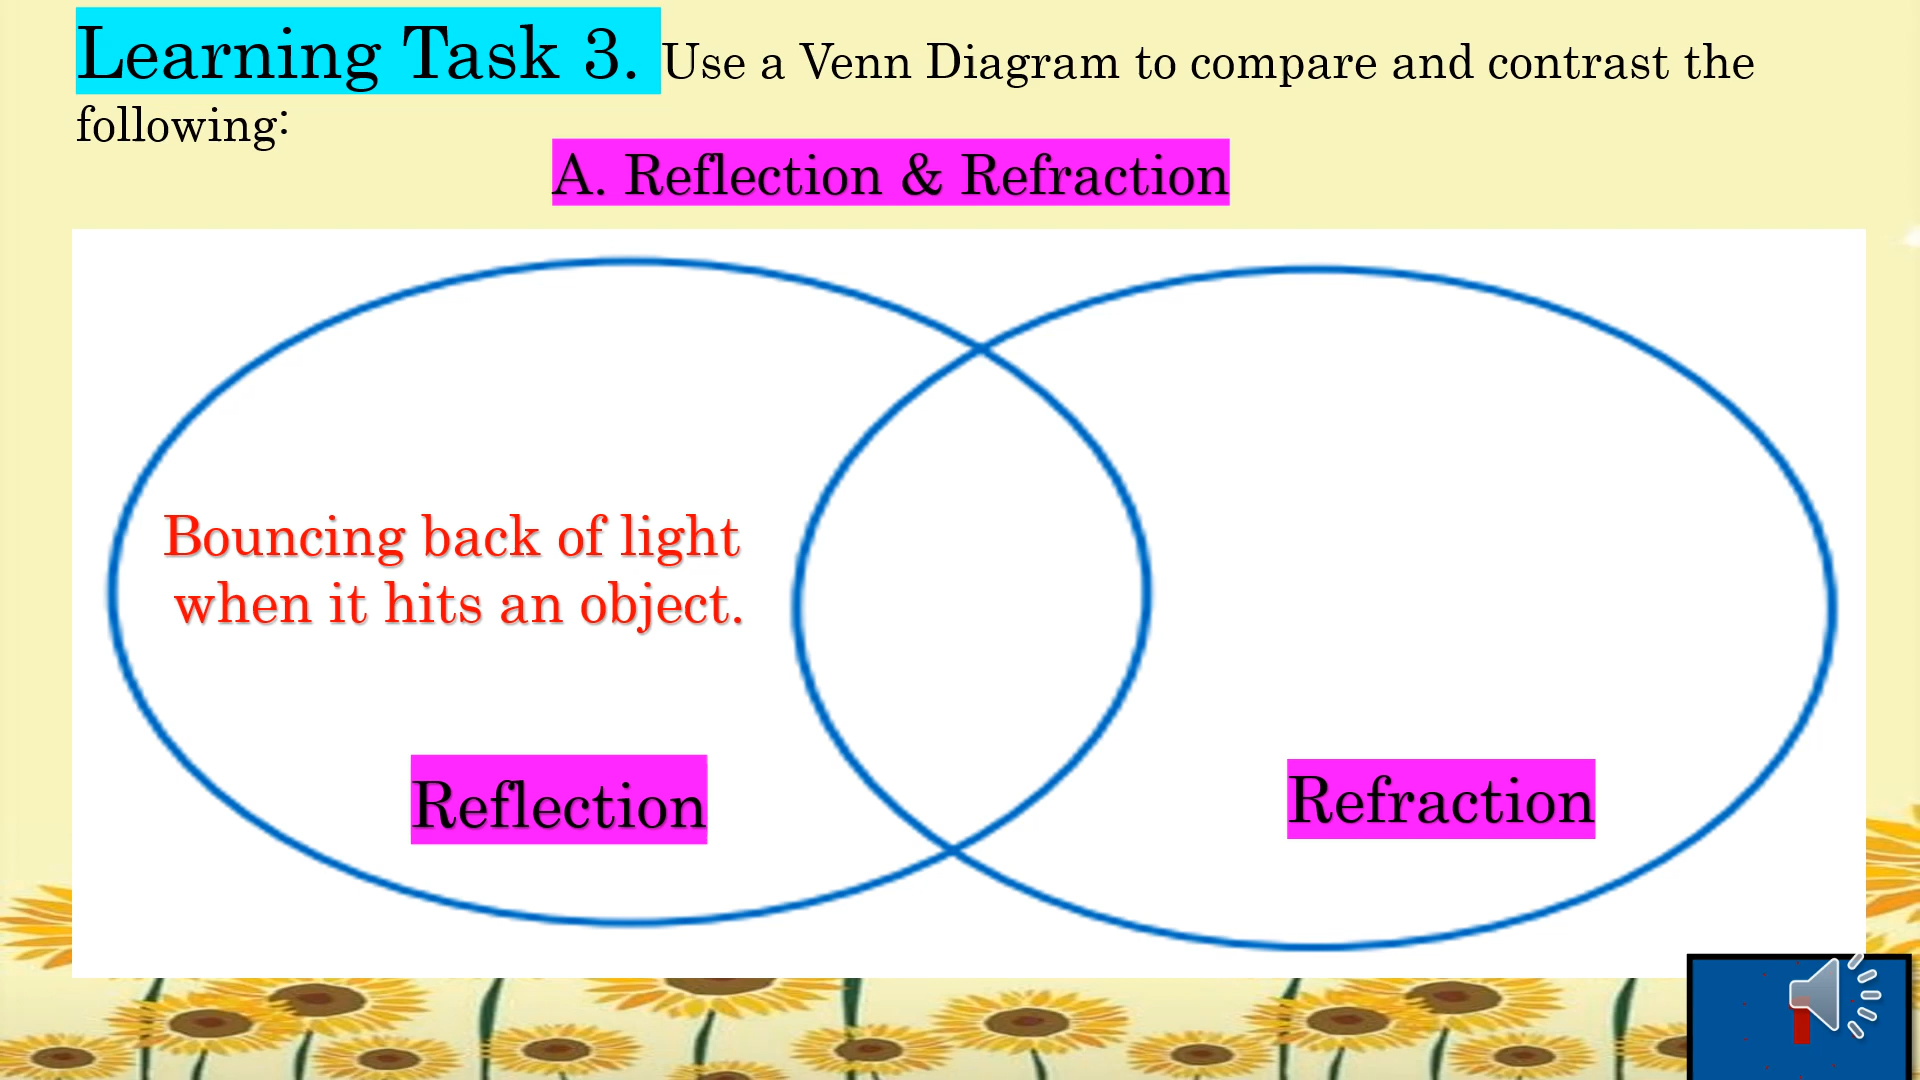 Learning Task 3. Use a Venn Diagram to compare and contrast the
following:
A. Reflection & Refraction
Bouncing back of light
when it hits an object.
Reflection
Refraction